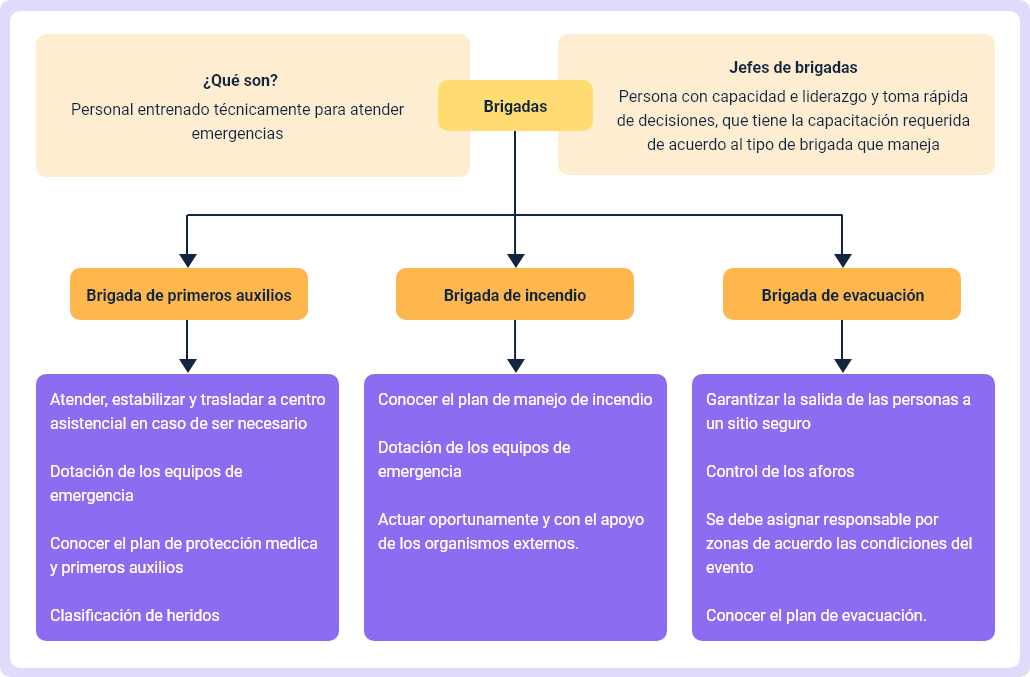 ¿Qué son?
Personal entrenado técnicamente para atender
emergencias
Brigadas
Jefes de brigadas
Persona con capacidad e liderazgo y toma rápida
de decisiones, que tiene la capacitación requerida
de acuerdo al tipo de brigada que maneja
Brigada de primeros auxilios
Brigada de incendio
Brigada de evacuación
Atender, estabilizar y trasladar a centro
asistencial en caso de ser necesario
Dotación de los equipos de
emergencia
Conocer el plan de protección medica
y primeros auxilios
Clasificación de heridos
Conocer el plan de manejo de incendio
Dotación de los equipos de
emergencia
Actuar oportunamente y con el apoyo
de los organismos externos.
Garantizar la salida de las personas a
un sitio seguro
Control de los aforos
Se debe asignar responsable por
zonas de acuerdo las condiciones del
evento
Conocer el plan de evacuación.